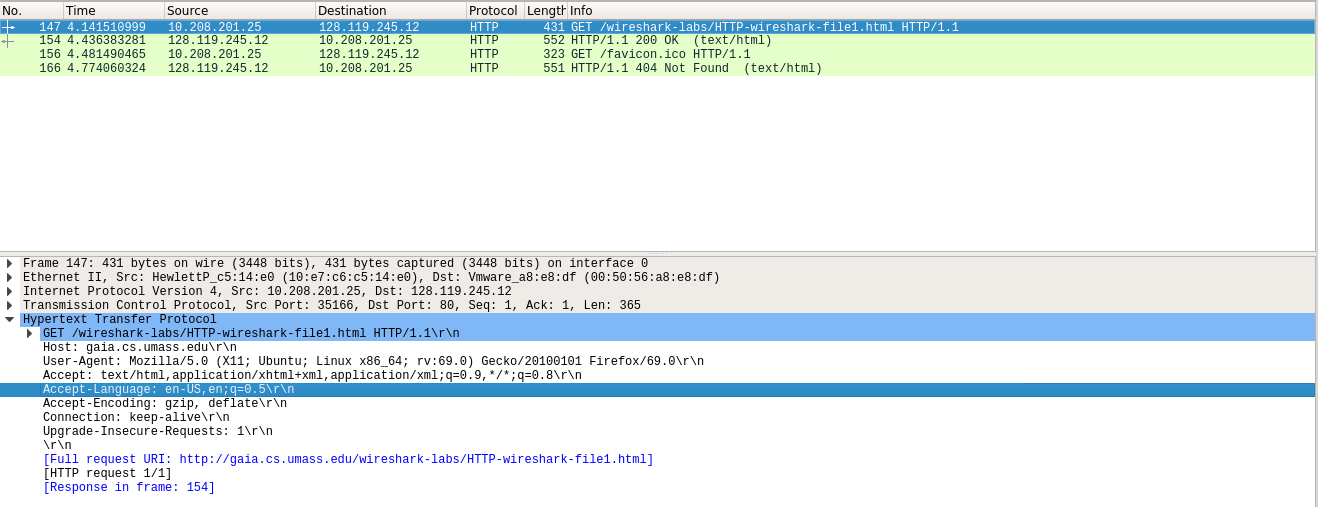 No. Time Source Destination Protocol Length Info
147 4.141510999 10.208.201.25 128.119.245.12 HTTP 431 GET /wireshark-labs/HTTP-wireshark-file1.html HTTP/1.1
154 4.436383281 128.119.245.12 10.208.201.25 HTTP 552 HTTP/1.1 200 OK (text/html)
156 4.481490465 10.208.201.25 128.119.245.12 HTTP 323 GET /favicon.ico HTTP/1.1
166 4.774060324 128.119.245.12 10.208.201.25 HTTP 551 HTTP/1.1 404 Not Found (text/html)
Frame 147: 431 bytes on wire (3448 bits), 431 bytes captured (3448 bits) on interface 0
Ethernet II, Src: HewlettP_c5:14:e0 (10:e7:c6:c5:14:e0), Dst: Vmware_a8:e8:df (00:50:56:a8:e8:df)
Internet Protocol Version 4, Src: 10.208.201.25, Dst: 128.119.245.12
Transmission Control Protocol, Src Port: 35166, Dst Port: 80, Seq: 1, Ack: 1, Len: 365
Hypertext Transfer Protocol
GET /wireshark-labs/HTTP-wireshark-file1.html HTTP/1.1\r\n
Host: gaia.cs.umass.edu\r\n
User-Agent: Mozilla/5.0 (X11; Ubuntu; Linux x86_64; rv:69.0) Gecko/20100101 Firefox/69.0\r\n
Accept: text/html,application/xhtml+xml,application/xml;q=0.9,*/*;q=0.8\r\n
Accept-Language: en-US,en;q=0.5\r\n
Accept-Encoding: gzip, deflate\r\n
Connection: keep-alive\r\n
Upgrade-Insecure-Requests: 1\r\n
\r\n
[Full request URI: http://gaia.cs.umass.edu/wireshark-labs/HTTP-wireshark-file1.html]
[HTTP request 1/1]
[Response in frame: 154]